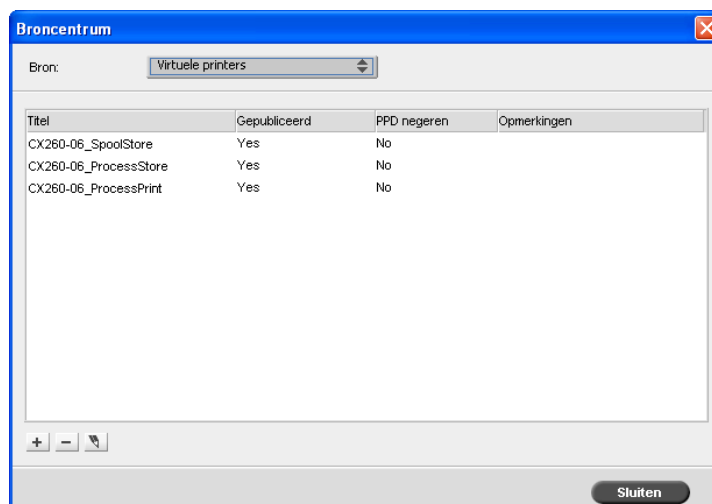 Broncentrum
Bron: Virtuele printers
Titel Gepubliceerd PPD negeren Opmerkingen
CX260-06_SpoolStore Yes No
CX260-06_ProcessStore Yes No
CX260-06_ProcessPrint Yes No
Sluiten